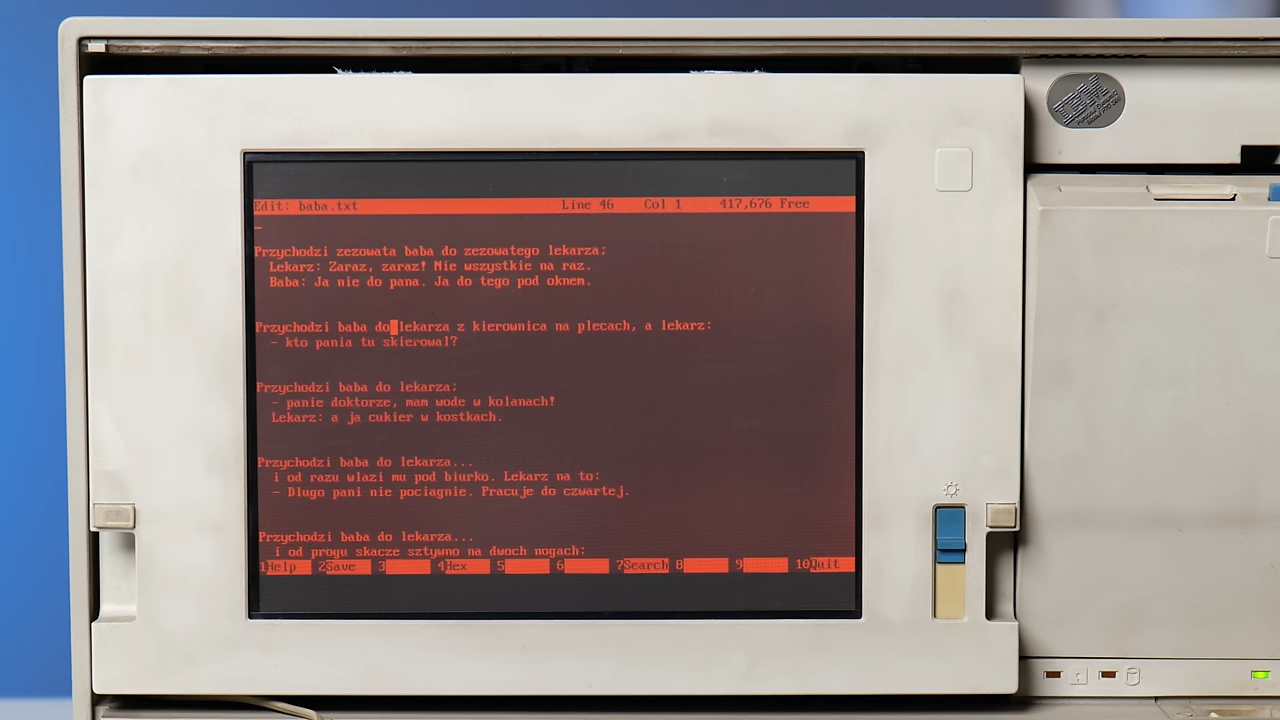 IBM
Edit: baba.txt Line 46 Col 1 417,676 Free
Przychodzi zezowata baba do zezowatego lekarza;
Lekarz: Zaraz, zaraz! Nie wszystkie na raz.
Baba: Ja nie do pana. Ja do tego pod oknem.
Przychodzi baba do lekarza z kierownica na plecach, a lekarz:
- kto pania tu skierowal?
Przychodzi baba do lekarza;
- panie doktorze, mam wode w kolanach!
Lekarz: a ja cukier w kostkach.
Przychodzi baba do lekarza...
i od razu wlazi mu pod biurko. Lekarz na to:
- Dlugo pani nie pociagnie. Pracuje do czwartej.
Przychodzi baba do lekarza...
i od progu skacze sztywno na dwoch nogach:
1Help 2Save 3 4Hex 5 6 7Search 8 9 10Quit